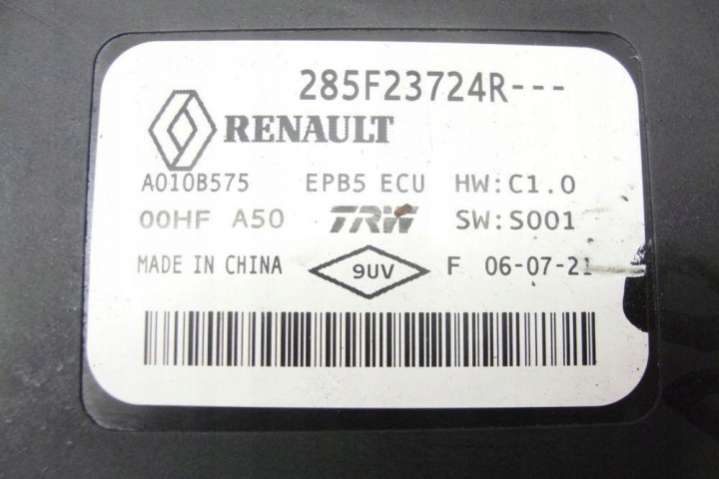 285F23724R---
RENAULT
A010B575 EPB5 ECU HW:C1.0
00HF A50 TRW SW:S001
MADE IN CHINA 9UV F 06-07-21